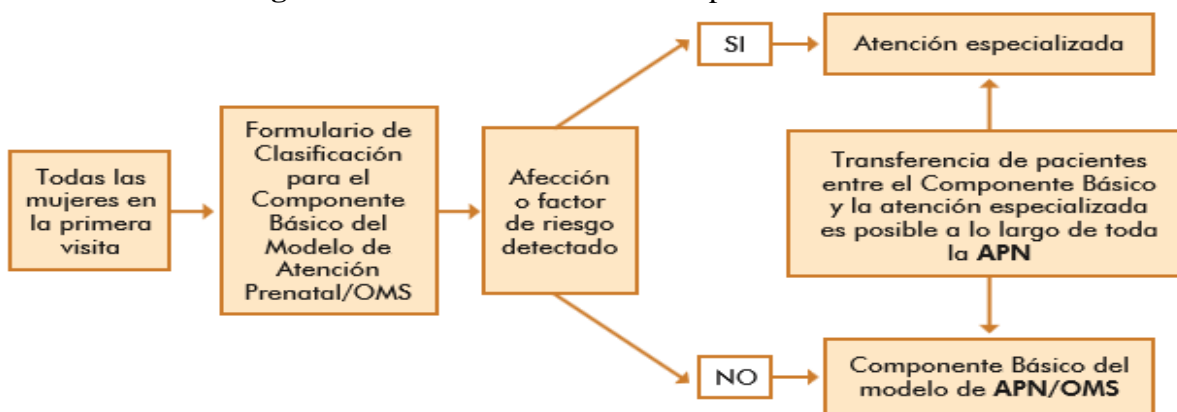 Todas las
mujeres en
la primera
visita
Formulario de
Clasificación
para el
Componente
Básico del
Modelo de
Atención
Prenatal/OMS
Afección
o factor
de riesgo
detectado
SI
Atención especializada
Transferencia de pacientes
entre el Componente Básico
y la atención especializada
es posible a lo largo de toda
la APN
NO
Componente Básico del
modelo de APN/OMS